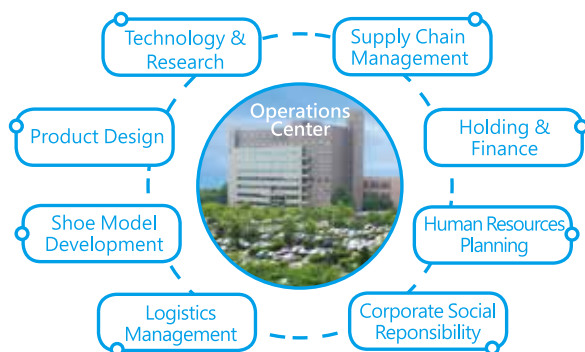 Technology &
Research
Supply Chain
Management
Operations
Center
Product Design
Holding &
Finance
Shoe Model
Development
Human Resources
Planning
Logistics
Management
Corporate Social
Reponsibility